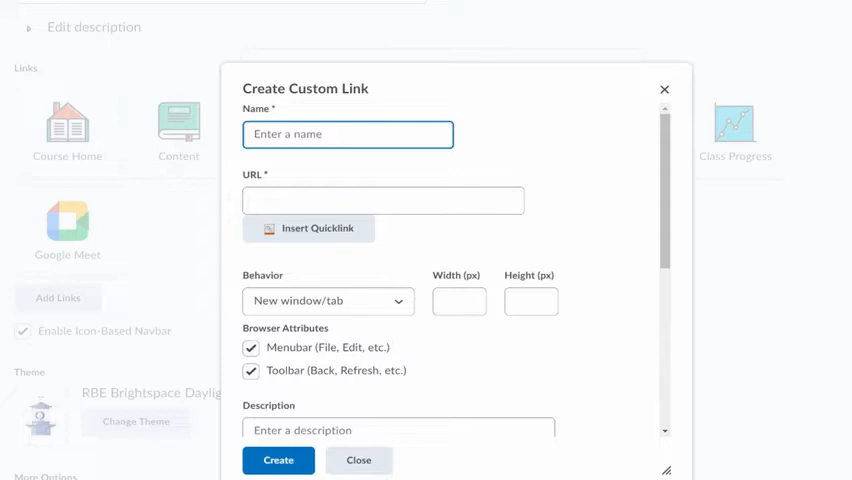 Edit description
Links
Course Home
Content
Class Progress
Google Meet
Add Links
Enable Icon-Based Navbar
Theme
RBE Brightspace Daylig
Change Theme
More Options
Create Custom Link
Name *
Enter a name
URL *
Insert Quicklink
Behavior
Width (px)
Height (px)
New window/tab
Browser Attributes
Menubar (File, Edit, etc.)
Toolbar (Back, Refresh, etc.)
Description
Enter a description
Create
Close